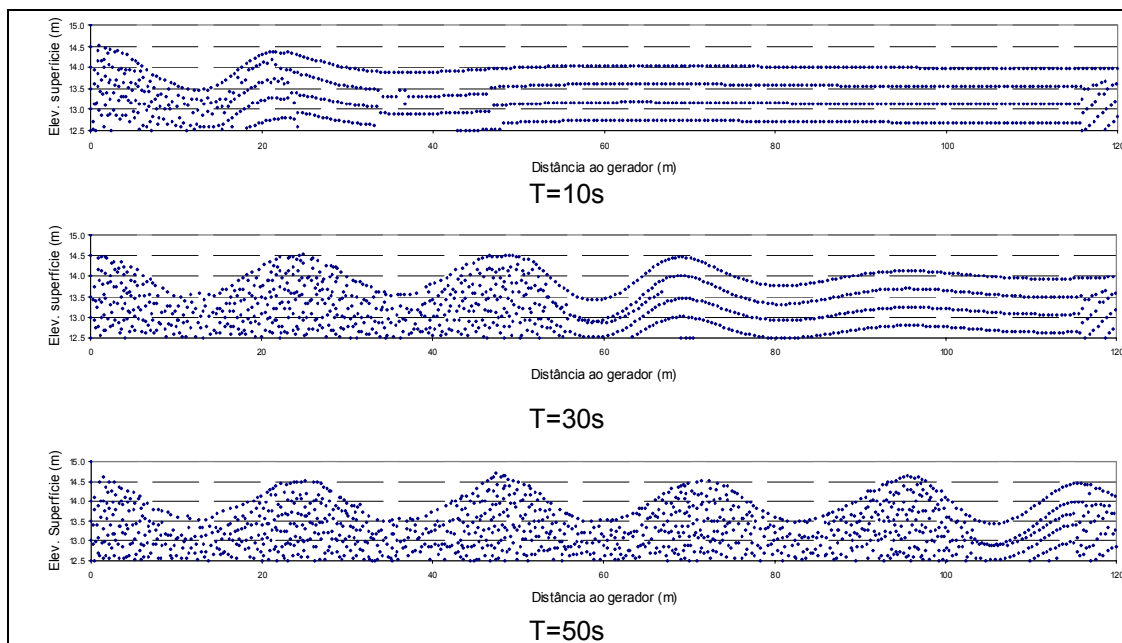 Elev. superfície (m)
15.0
14.5
14.0
13.5
13.0
12.5
0 20 40 60 80 100 120
Distância ao gerador (m)
T=10s
Elev. Superfície (m)
15.0
14.5
14.0
13.5
13.0
12.5
0 20 40 60 80 100 120
Distância ao gerador (m)
T=30s
Elev. Superfície (m)
15.0
14.5
14.0
13.5
13.0
12.5
0 20 40 60 80 100 120
Distância ao gerador (m)
T=50s